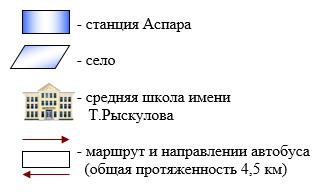 - станция Аспара
- село
- средняя школа имени
Т.Рыскулова
- маршрут и направлении автобуса
(общая протяженность 4,5 км)